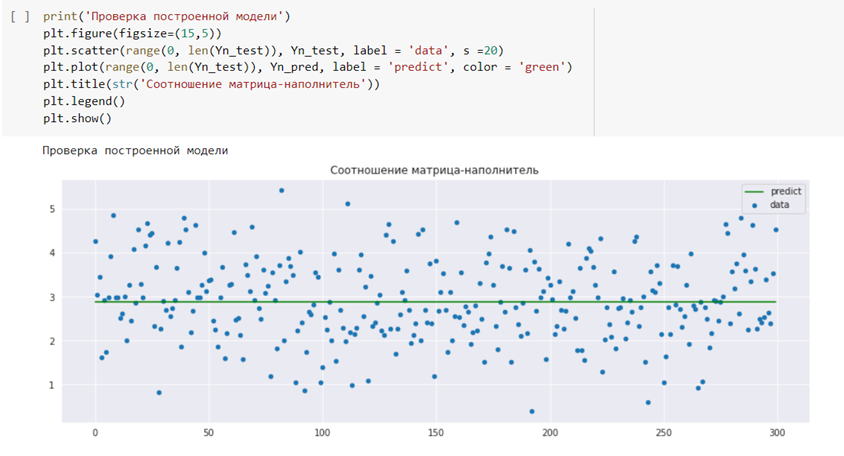 [ ] print('Проверка построенной модели')
plt.figure(figsize=(15,5))
plt.scatter(range(0, len(Yn_test)), Yn_test, label = 'data', s =20)
plt.plot(range(0, len(Yn_test)), Yn_pred, label = 'predict', color = 'green')
plt.title(str('Соотношение матрица-наполнитель'))
plt.legend()
plt.show()
Проверка построенной модели
Соотношение матрица-наполнитель
predict
data
5
4
3
2
1
0 50 100 150 200 250 300